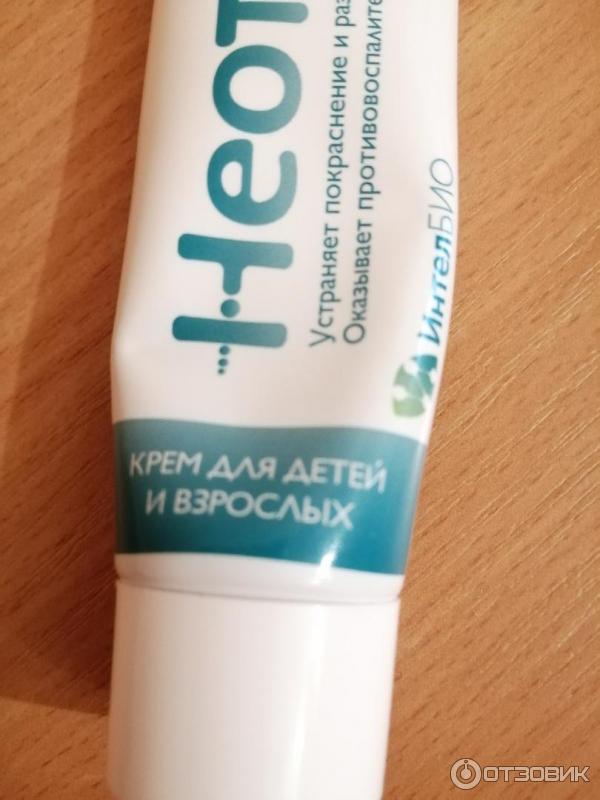 Неот
Устраняет покраснение и раз
Оказывает противовоспалите
ИнтелБИО
КРЕМ ДЛЯ ДЕТЕЙ
И ВЗРОСЛЫХ
ОТЗОВИК